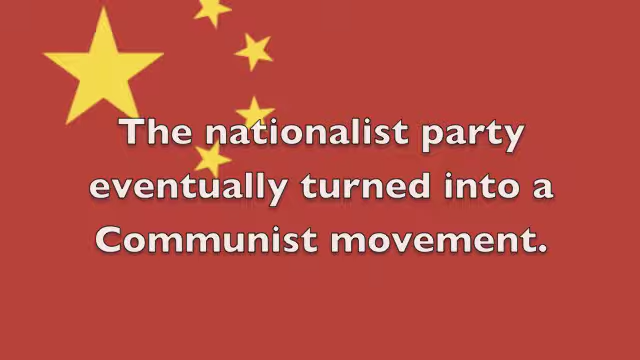 The nationalist party
eventually turned into a
Communist movement.